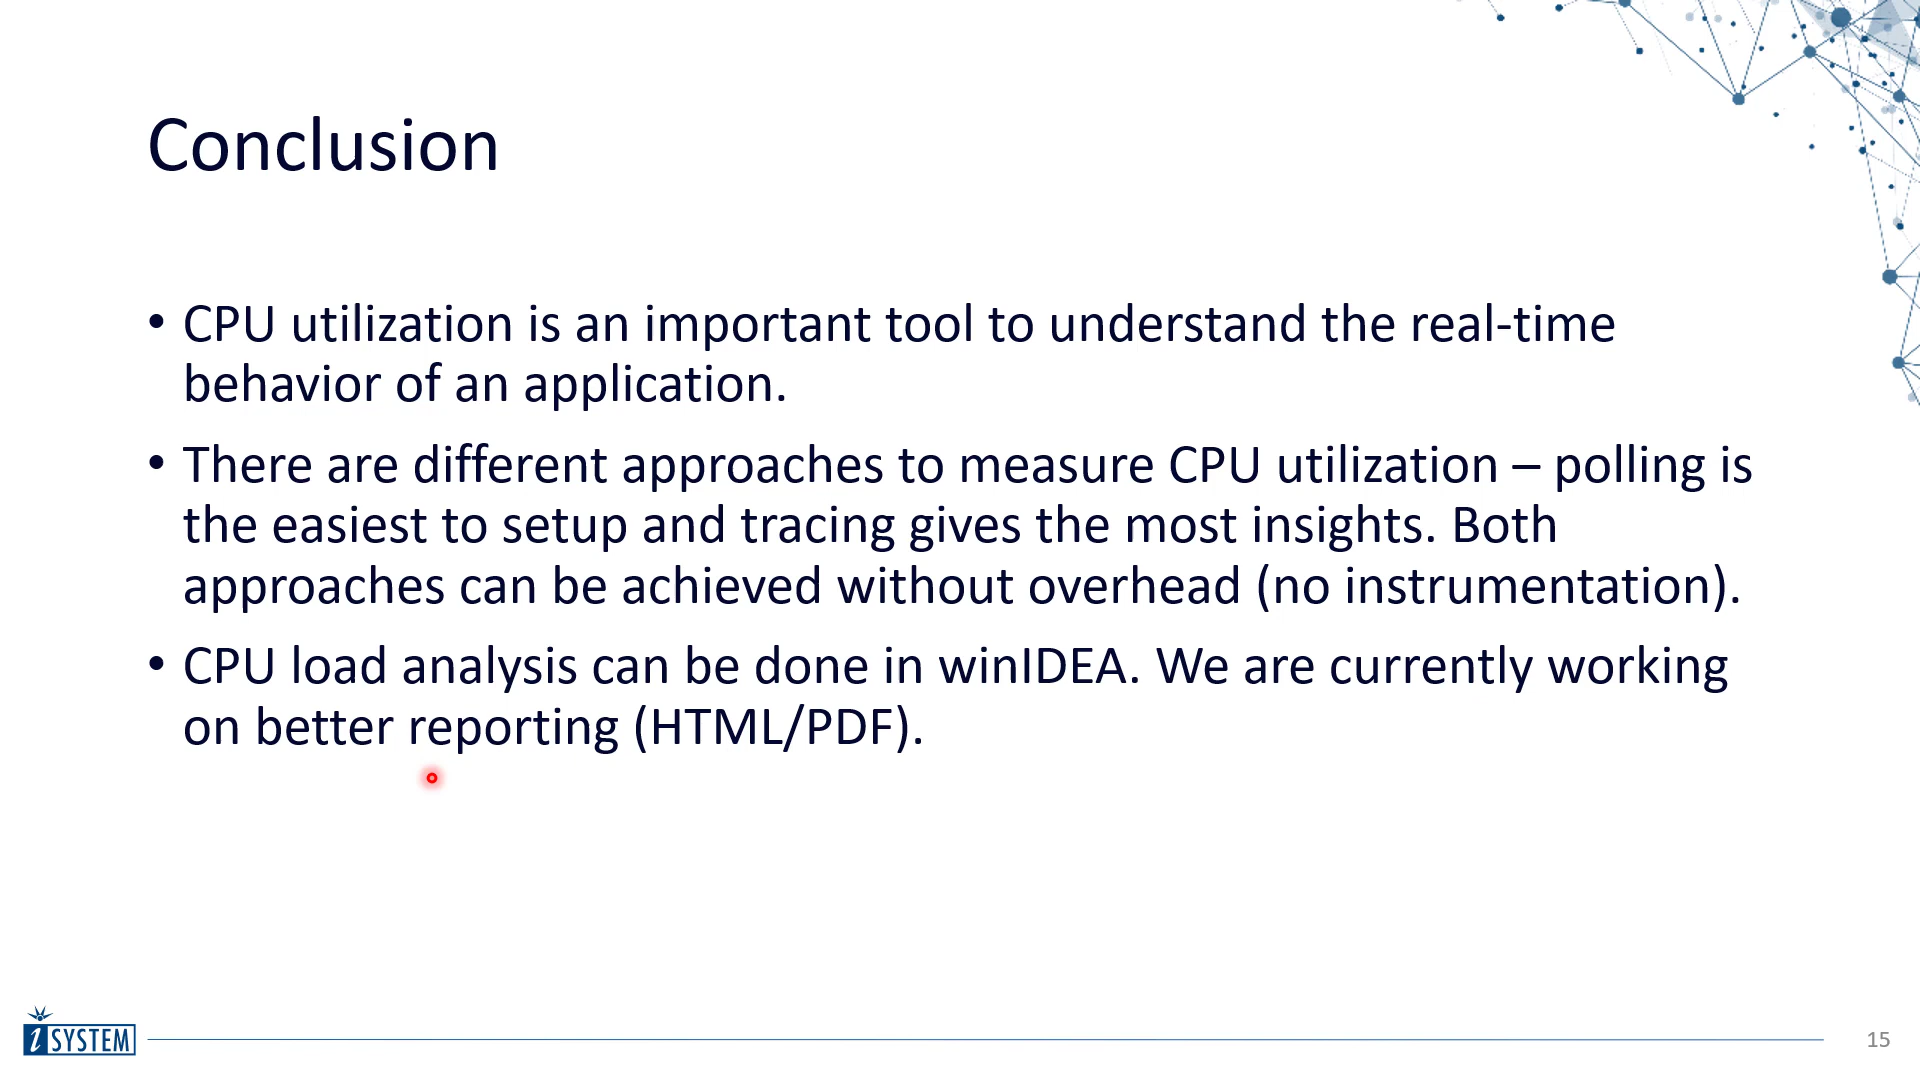 Conclusion
• CPU utilization is an important tool to understand the real-time
behavior of an application.
• There are different approaches to measure CPU utilization – polling is
the easiest to setup and tracing gives the most insights. Both
approaches can be achieved without overhead (no instrumentation).
• CPU load analysis can be done in winIDEA. We are currently working
on better reporting (HTML/PDF).
iSYSTEM
15